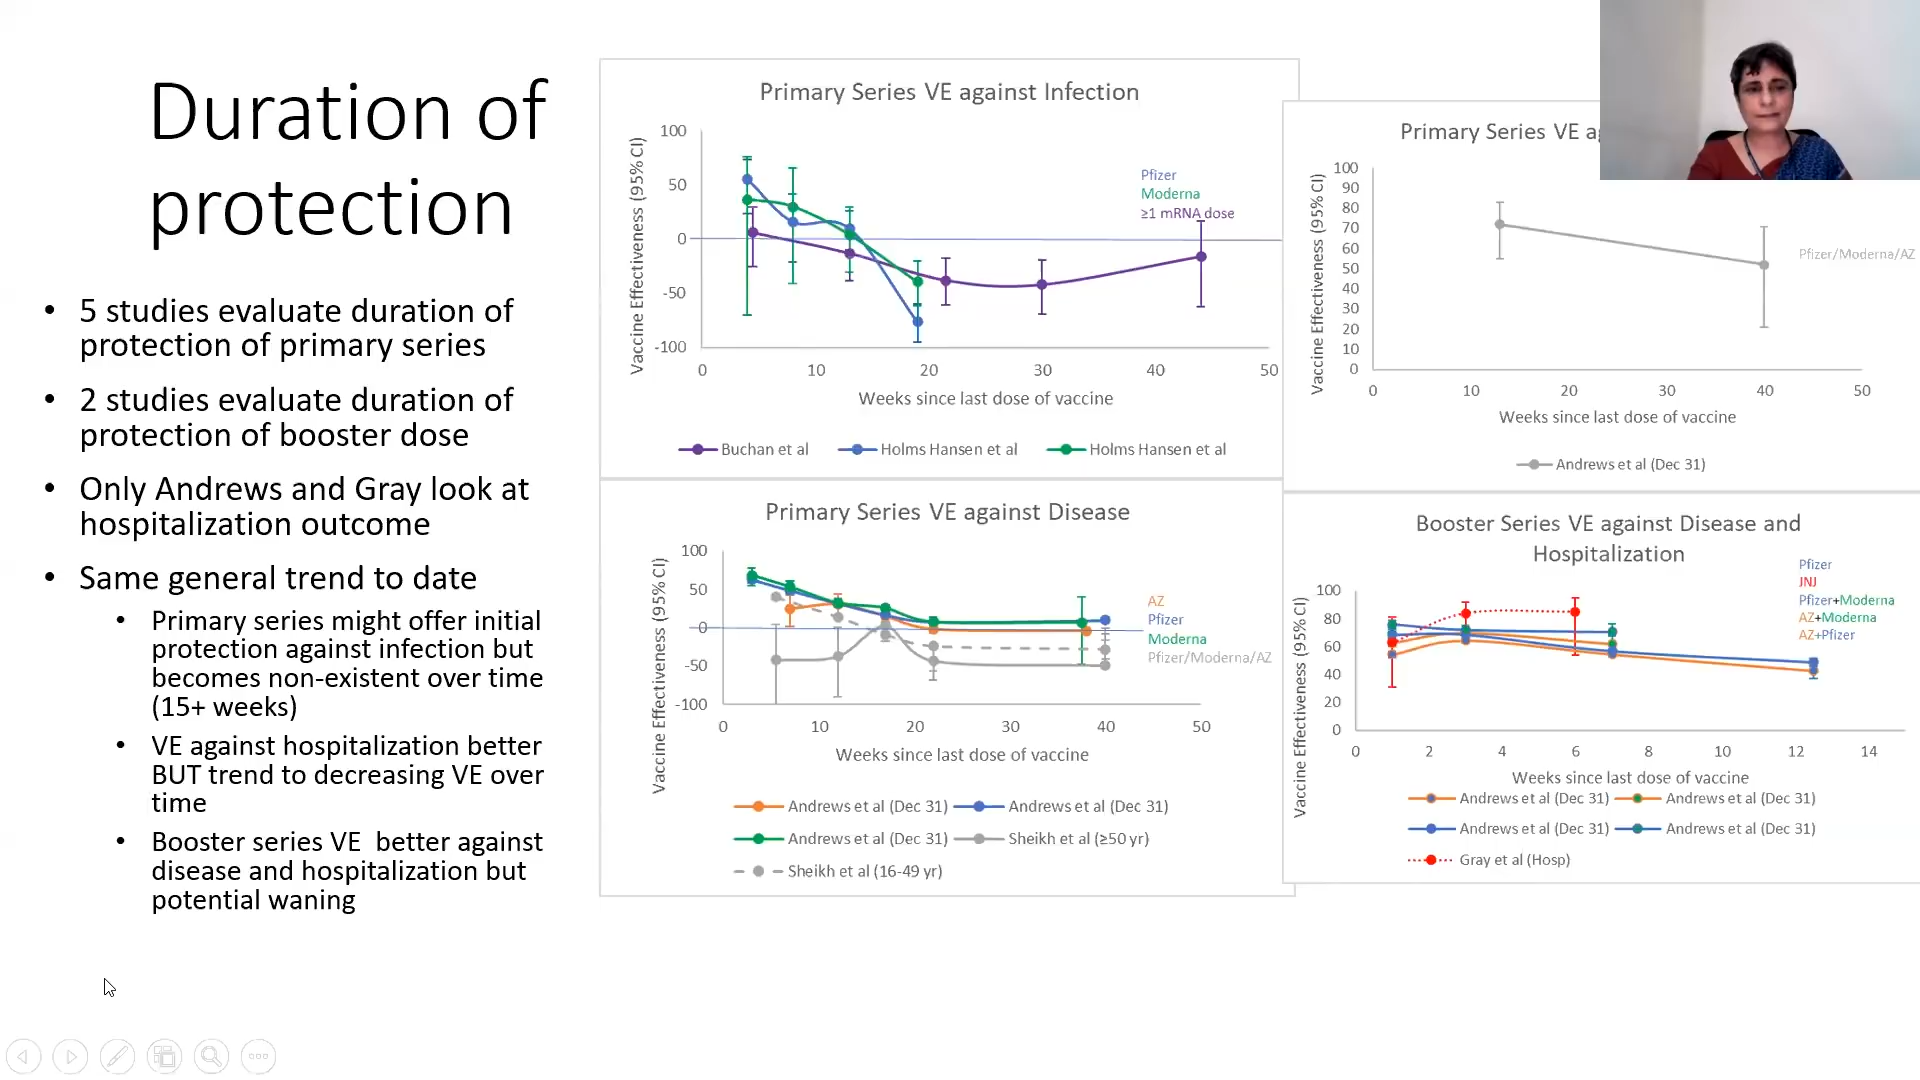 Duration of
protection
• 5 studies evaluate duration of
protection of primary series
• 2 studies evaluate duration of
protection of booster dose
• Only Andrews and Gray look at
hospitalization outcome
• Same general trend to date
• Primary series might offer initial
protection against infection but
becomes non-existent over time
(15+ weeks)
• VE against hospitalization better
BUT trend to decreasing VE over
time
• Booster series VE better against
disease and hospitalization but
potential waning
Primary Series VE against Infection
Vaccine Effectiveness (95% CI)
100
50
0
-50
-100
0 10 20 30 40 50
Weeks since last dose of vaccine
Pfizer
Moderna
≥1 mRNA dose
Buchan et al Holms Hansen et al Holms Hansen et al
Primary Series VE
Vaccine Effectiveness (95% CI)
100
90
80
70
60
50
40
30
20
10
0
0 10 20 30 40 50
Weeks since last dose of vaccine
Pfizer/Moderna/AZ
Andrews et al (Dec 31)
Primary Series VE against Disease
Vaccine Effectiveness (95% CI)
100
50
0
-50
-100
0 10 20 30 40 50
Weeks since last dose of vaccine
AZ
Pfizer
Moderna
Pfizer/Moderna/AZ
Andrews et al (Dec 31) Andrews et al (Dec 31)
Andrews et al (Dec 31) Sheikh et al (≥50 yr)
Sheikh et al (16-49 yr)
Booster Series VE against Disease and
Hospitalization
Vaccine Effectiveness (95% CI)
100
80
60
40
20
0
0 2 4 6 8 10 12 14
Weeks since last dose of vaccine
Pfizer
JNJ
Pfizer+Moderna
AZ+Moderna
AZ+Pfizer
Andrews et al (Dec 31) Andrews et al (Dec 31)
Andrews et al (Dec 31) Andrews et al (Dec 31)
Gray et al (Hosp)